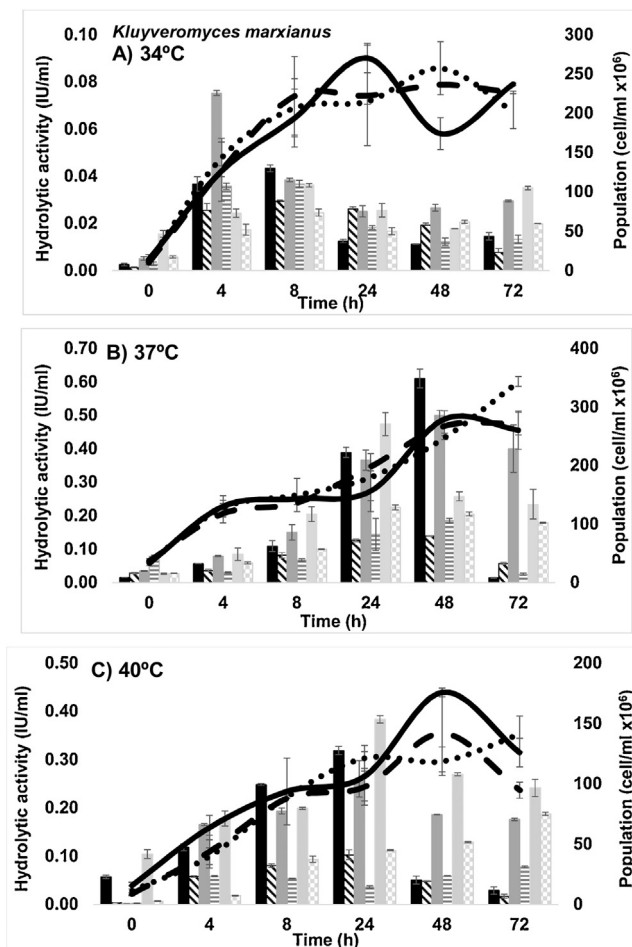 Kluyveromyces marxianus
A) 34ºC
Hydrolytic activity (IU/ml)
0.10
0.08
0.06
0.04
0.02
0.00
300
250
200
150
100
50
0
Population (cell/ml x10⁶)
0 4 8 24 48 72
Time (h)
B) 37ºC
Hydrolytic activity (IU/ml)
0.70
0.60
0.50
0.40
0.30
0.20
0.10
0.00
400
300
200
100
0
Population (cell/ml x10⁶)
0 4 8 24 48 72
Time (h)
C) 40ºC
Hydrolytic activity (IU/ml)
0.50
0.40
0.30
0.20
0.10
0.00
200
150
100
50
0
Population (cell/ml x10⁶)
0 4 8 24 48 72
Time (h)